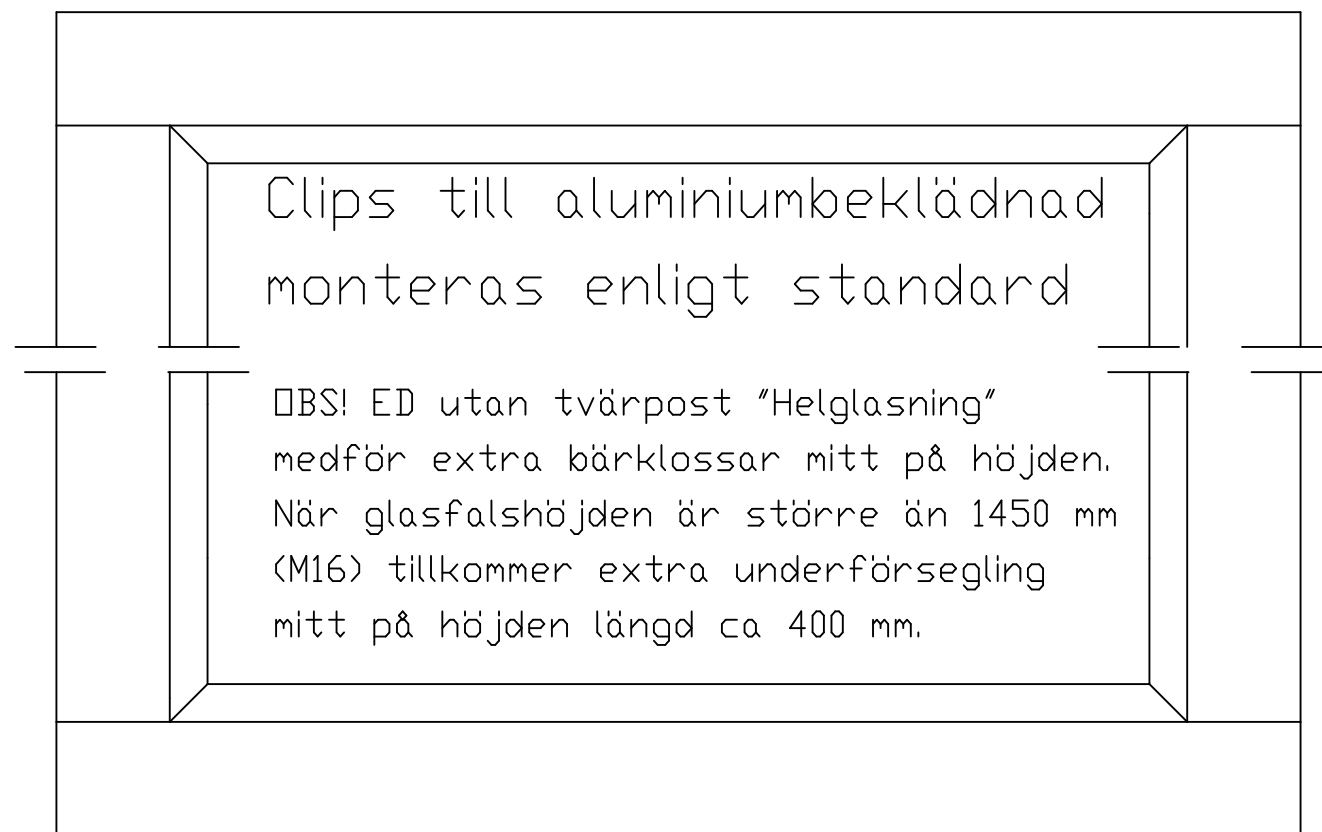 Clips till aluminiumbeklädnad
monteras enligt standard
OBS! ED utan tvärpost "Helglasning"
medför extra bärklossar mitt på höjden.
När glasfalshöjden är större än 1450 mm
(M16) tillkommer extra underförsegling
mitt på höjden längd ca 400 mm.